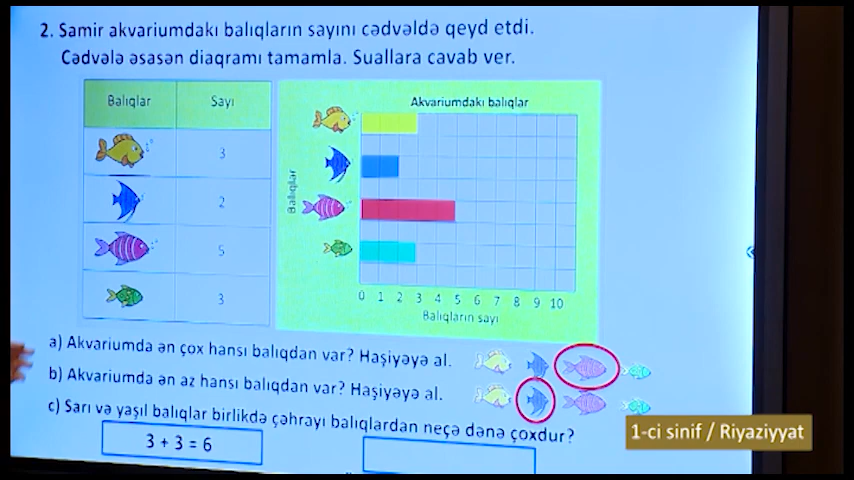 2. Samir akvariumdakı balıqların sayını cədvəldə qeyd etdi.
Cədvələ əsasən diaqramı tamamla. Suallara cavab ver.
Balıqlar Sayı
3
2
5
3
Akvariumdakı balıqlar
Balıqlar
0 1 2 3 4 5 6 7 8 9 10
Balıqların sayı
a) Akvariumda ən çox hansı balıqdan var? Haşiyəyə al.
b) Akvariumda ən az hansı balıqdan var? Haşiyəyə al.
c) Sarı və yaşıl balıqlar birlikdə çəhrayı balıqlardan neçə dənə çoxdur?
3 + 3 = 6
1-ci sinif / Riyaziyyat